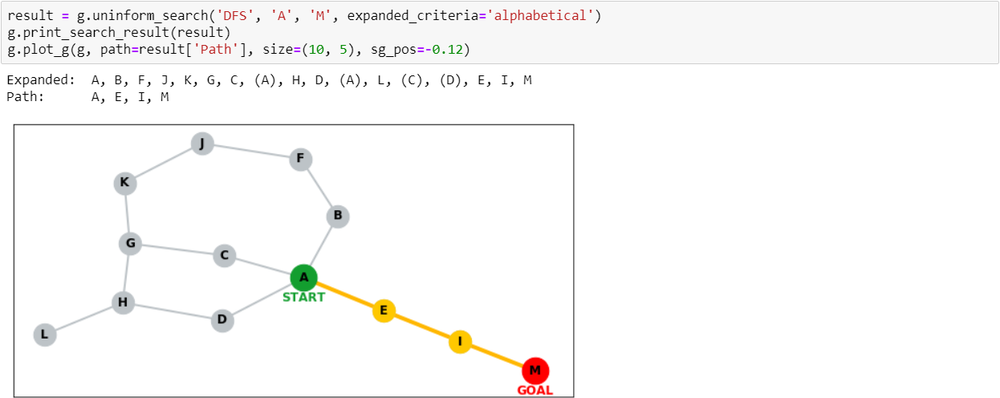 result = g.uninform_search('DFS', 'A', 'M', expanded_criteria='alphabetical')
g.print_search_result(result)
g.plot_g(g, path=result['Path'], size=(10, 5), sg_pos=-0.12)
Expanded:  A, B, F, J, K, G, C, (A), H, D, (A), L, (C), (D), E, I, M
Path:      A, E, I, M
J
F
K
B
G
C
A
START
H
E
D
L
I
M
GOAL